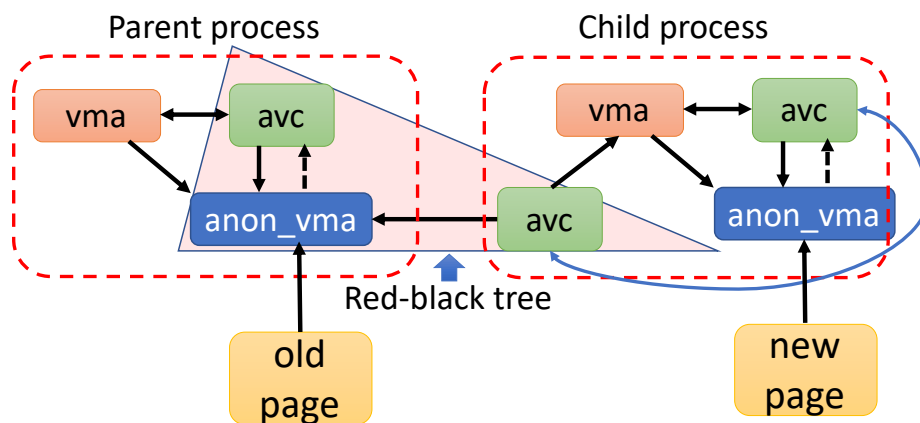 Parent process
Child process
vma
avc
vma
avc
anon_vma
avc
anon_vma
Red-black tree
old
page
new
page